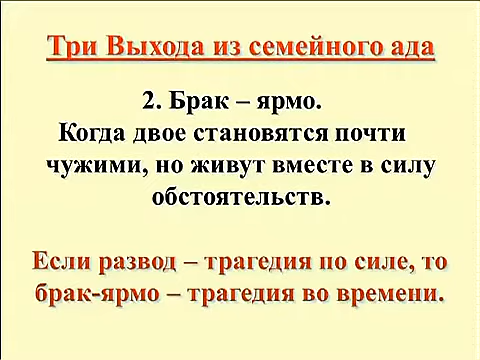 Три Выхода из семейного ада
2. Брак – ярмо.
Когда двое становятся почти
чужими, но живут вместе в силу
обстоятельств.
Если развод – трагедия по силе, то
брак-ярмо – трагедия во времени.